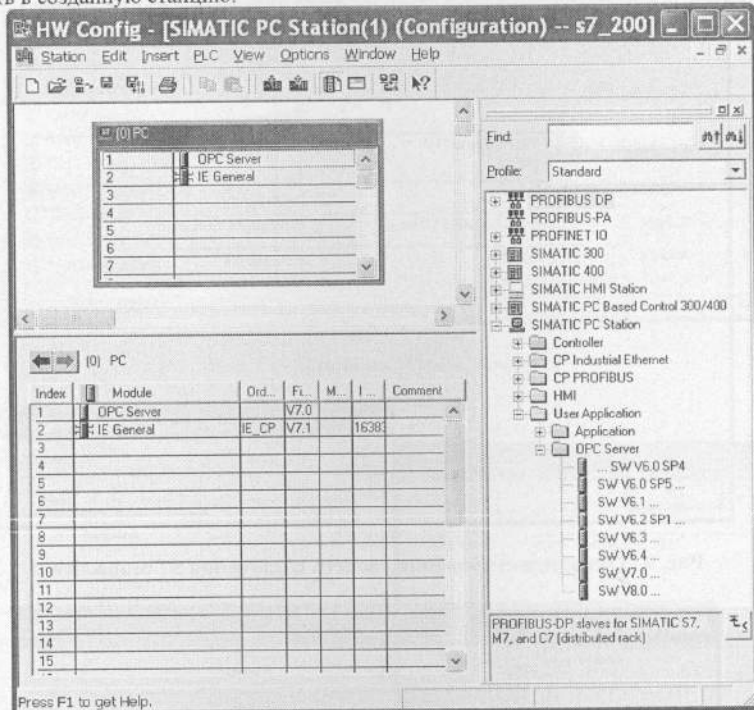 в созданную станцию.
HW Config - [SIMATIC PC Station(1) (Configuration) -- s7_200]
Station Edit Insert PLC View Options Window Help
(0) PC
1 OPC Server
2 IE General
3
4
5
6
7
Find:
Profile: Standard
PROFIBUS DP
PROFIBUS-PA
PROFINET IO
SIMATIC 300
SIMATIC 400
SIMATIC HMI Station
SIMATIC PC Based Control 300/400
SIMATIC PC Station
Controller
CP Industrial Ethernet
CP PROFIBUS
HMI
User Application
Application
OPC Server
... SW V6.0 SP4
SW V6.0 SP5 ...
SW V6.1 ...
SW V6.2 SP1 ...
SW V6.3 ...
SW V6.4 ...
SW V7.0 ...
SW V8.0 ...
PROFIBUS-DP slaves for SIMATIC S7,
M7, and C7 (distributed rack)
(0) PC
Index Module Ord... Fi... M... I ... Comment
1 OPC Server V7.0
2 IE General IE_CP V7.1 16383
3
4
5
6
7
8
9
10
11
12
13
14
15
Press F1 to get Help.